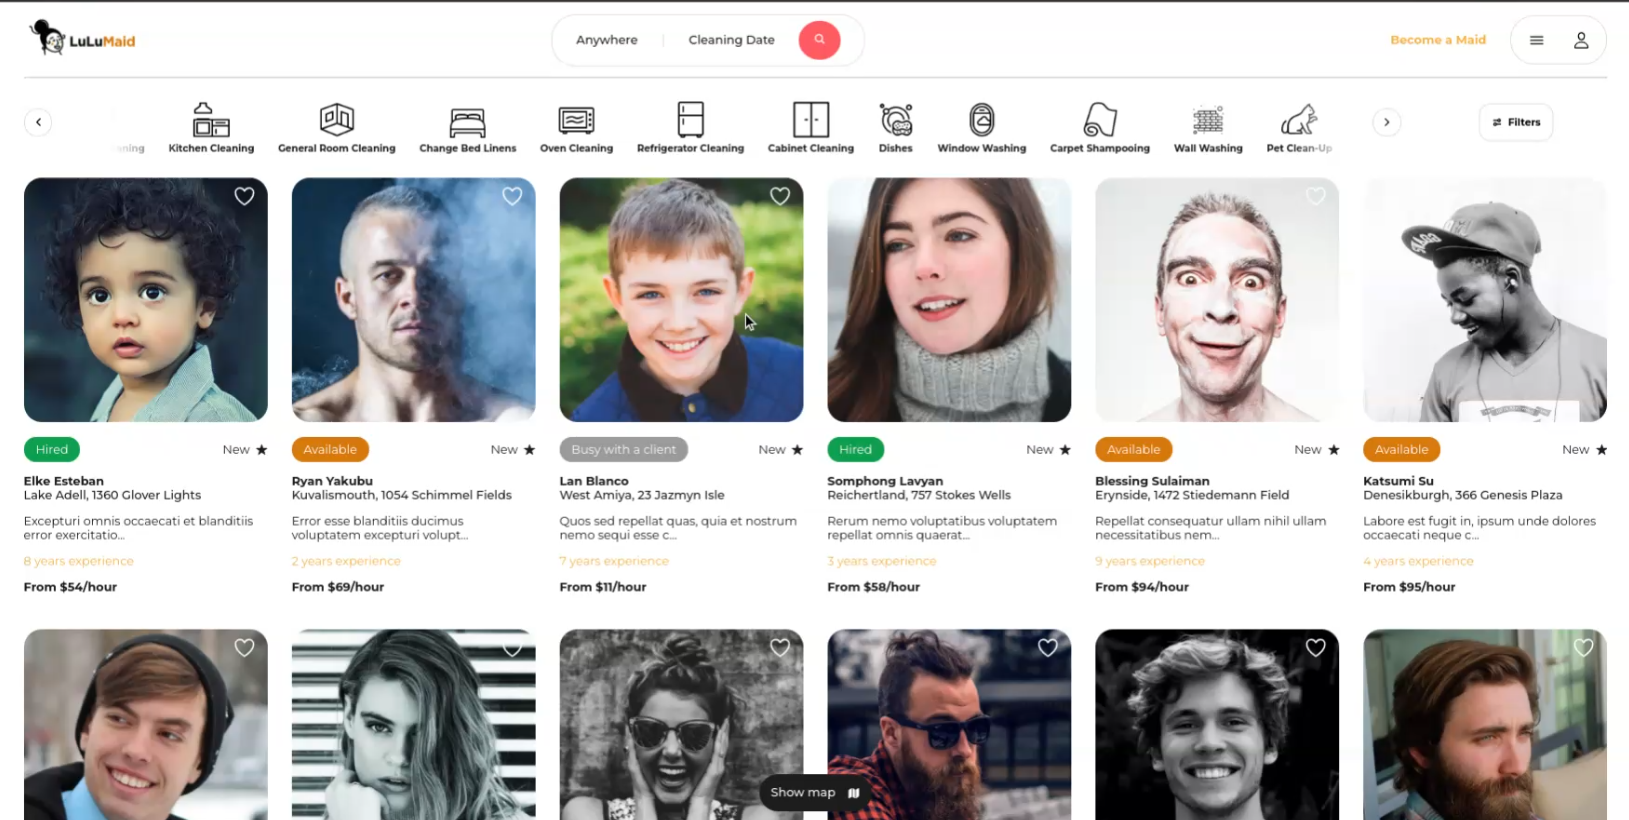 LuLuMaid
Anywhere
Cleaning Date
Become a Maid
aning
Kitchen Cleaning
General Room Cleaning
Change Bed Linens
Oven Cleaning
Refrigerator Cleaning
Cabinet Cleaning
Dishes
Window Washing
Carpet Shampooing
Wall Washing
Pet Clean-Up
Filters
Hired
New ★
Elke Esteban
Lake Adell, 1360 Glover Lights
Excepturi omnis occaecati et blanditiis
error exercitatio...
8 years experience
From $54/hour
Available
New ★
Ryan Yakubu
Kuvalismouth, 1054 Schimmel Fields
Error esse blanditiis ducimus
voluptatem excepturi volupt...
2 years experience
From $69/hour
Busy with a client
New ★
Lan Blanco
West Amiya, 23 Jazmyn Isle
Quos sed repellat quas, quia et nostrum
nemo sequi esse c...
7 years experience
From $11/hour
Hired
New ★
Somphong Lavyan
Reichertland, 757 Stokes Wells
Rerum nemo voluptatibus voluptatem
repellat omnis quaerat...
3 years experience
From $58/hour
Available
New ★
Blessing Sulaiman
Erynside, 1472 Stiedemann Field
Repellat consequatur ullam nihil ullam
necessitatibus nem...
9 years experience
From $94/hour
Available
New ★
Katsumi Su
Denesikburgh, 366 Genesis Plaza
Labore est fugit in, ipsum unde dolores
occaecati neque c...
4 years experience
From $95/hour
Show map